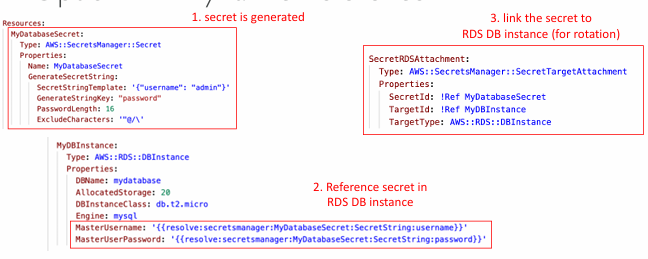 1. secret is generated
Resources:
MyDatabaseSecret:
Type: AWS::SecretsManager::Secret
Properties:
Name: MyDatabaseSecret
GenerateSecretString:
SecretStringTemplate: '{"username": "admin"}'
GenerateStringKey: "password"
PasswordLength: 16
ExcludeCharacters: '"@/\'
3. link the secret to
RDS DB instance (for rotation)
SecretRDSAttachment:
Type: AWS::SecretsManager::SecretTargetAttachment
Properties:
SecretId: !Ref MyDatabaseSecret
TargetId: !Ref MyDBInstance
TargetType: AWS::RDS::DBInstance
MyDBInstance:
Type: AWS::RDS::DBInstance
Properties:
DBName: mydatabase
AllocatedStorage: 20
DBInstanceClass: db.t2.micro
Engine: mysql
MasterUsername: '{{resolve:secretsmanager:MyDatabaseSecret:SecretString:username}}'
MasterUserPassword: '{{resolve:secretsmanager:MyDatabaseSecret:SecretString:password}}'
2. Reference secret in
RDS DB instance